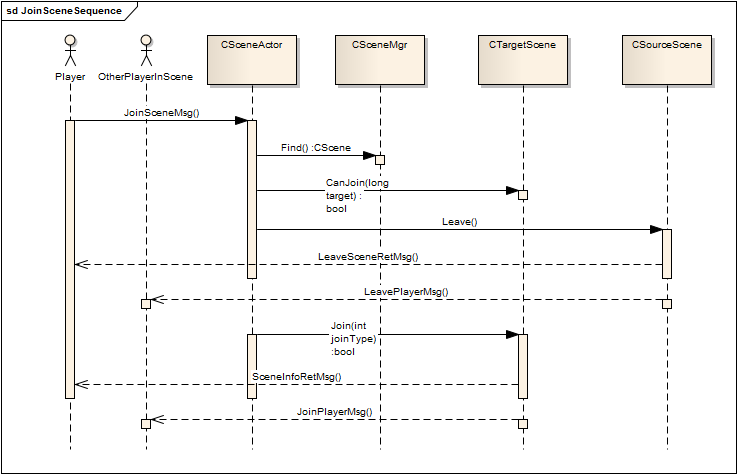 sd JoinSceneSequence
Player
OtherPlayerInScene
CSceneActor
CSceneMgr
CTargetScene
CSourceScene
JoinSceneMsg()
Find() :CScene
CanJoin(long
target) :
bool
Leave()
LeaveSceneRetMsg()
LeavePlayerMsg()
Join(int
joinType)
:bool
SceneInfoRetMsg()
JoinPlayerMsg()